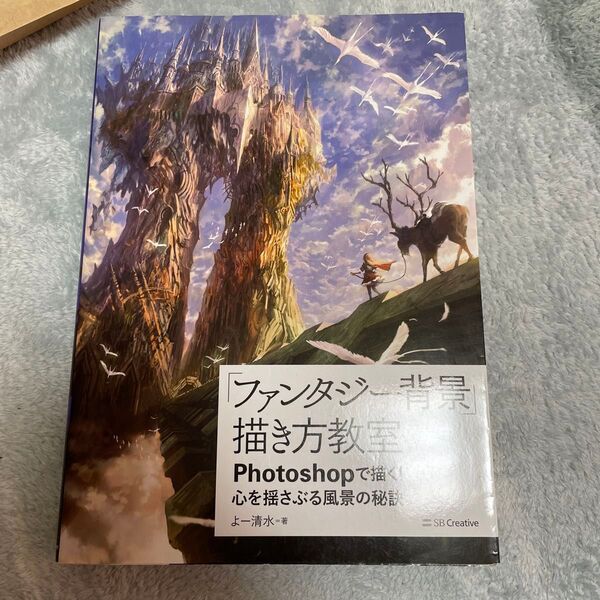 「ファンタジー背景」
描き方教室
Photoshopで描く
心を揺さぶる風景の秘訣
よー清水=著
SB Creative